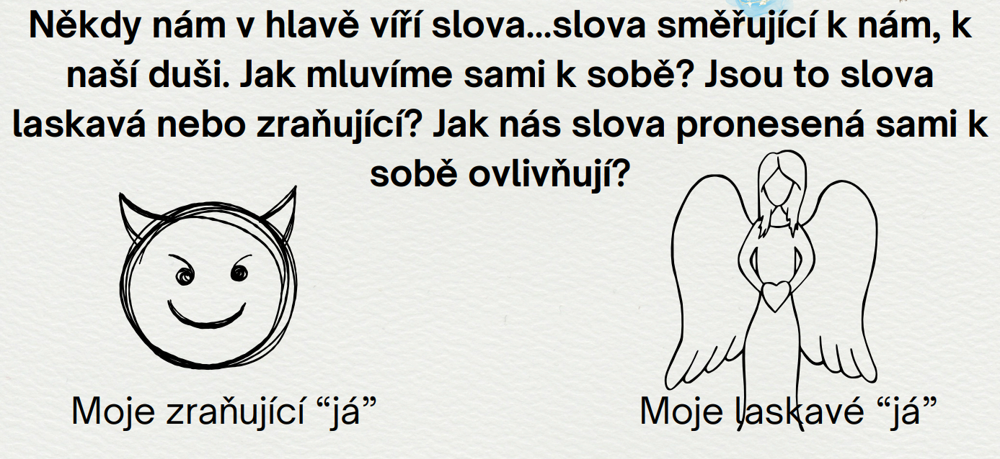 Někdy nám v hlavě víří slova...slova směřující k nám, k
naší duši. Jak mluvíme sami k sobě? Jsou to slova
laskavá nebo zraňující? Jak nás slova pronesená sami k
sobě ovlivňují?
Moje zraňující “já”
Moje laskavé “já”